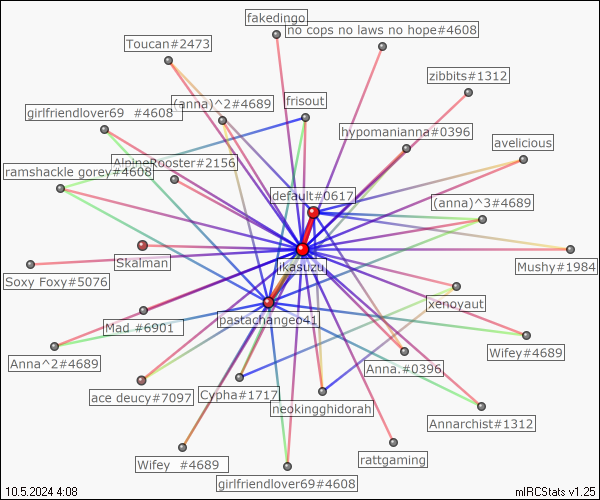 fakedingo
no cops no laws no hope#4608
Toucan#2473
zibbits#1312
(anna)^2#4689
frisout
girlfriendlover69 #4608
hypomanianna#0396
avelicious
AlpineRooster#2156
ramshackle gorey#4608
default#0617
(anna)^3#4689
Skalman
jikasuzu
Mushy#1984
Soxy Foxy#5076
xenoyaut
pastachangeo41
Mad #6901
Wifey#4689
Anna^2#4689
Anna.#0396
ace deucy#7097
Cypha#1717
neokingghidorah
Annarchist#1312
Wifey #4689
rattgaming
girlfriendlover69#4608
10.5.2024 4:08
mIRCStats v1.25